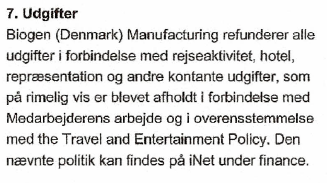 7. Udgifter
Biogen (Denmark) Manufacturing refunderer alle
udgifter i forbindelse med rejseaktivitet, hotel,
repræsentation og andre kontante udgifter, som
på rimelig vis er blevet afholdt i forbindelse med
Medarbejderens arbejde og i overensstemmelse
med the Travel and Entertainment Policy. Den
nævnte politik kan findes på iNet under finance.